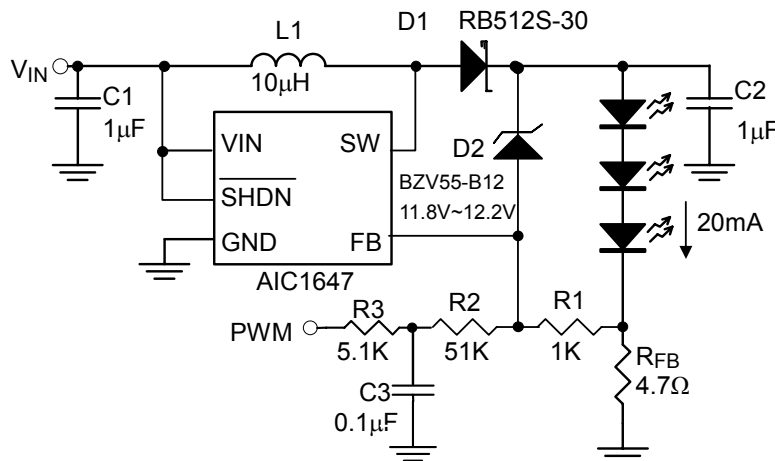 D1
RB512S-30
L1
VIN
10μH
C1
1μF
C2
1μF
VIN
SW
D2
SHDN
BZV55-B12
11.8V~12.2V
GND
FB
20mA
AIC1647
PWM
R3
R2
R1
5.1K
51K
1K
RFB
4.7Ω
C3
0.1μF